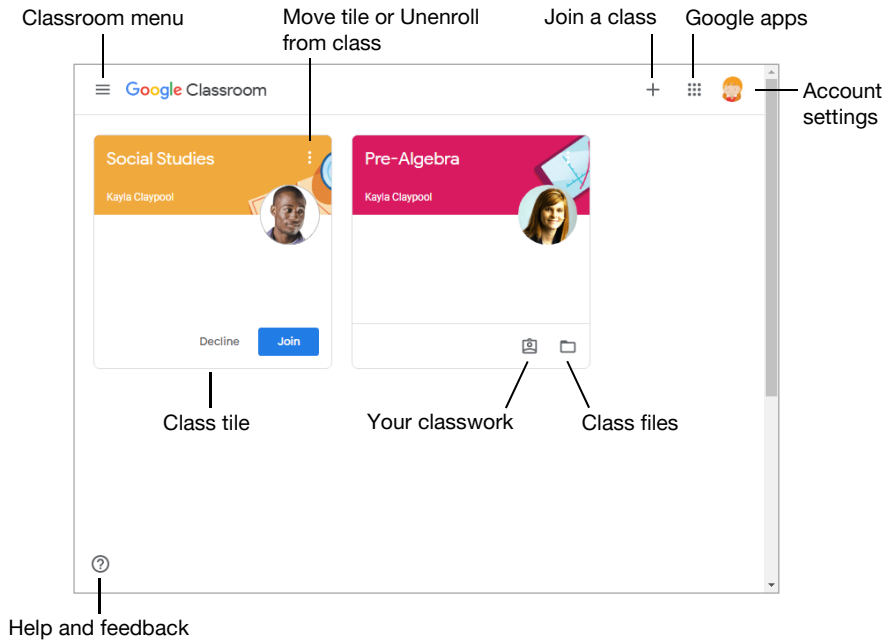 Classroom menu
Move tile or Unenroll
from class
Join a class
Google apps
Google Classroom
Account
settings
Social Studies
Kayla Claypool
Pre-Algebra
Kayla Claypool
Decline
Join
Class tile
Your classwork
Class files
Help and feedback